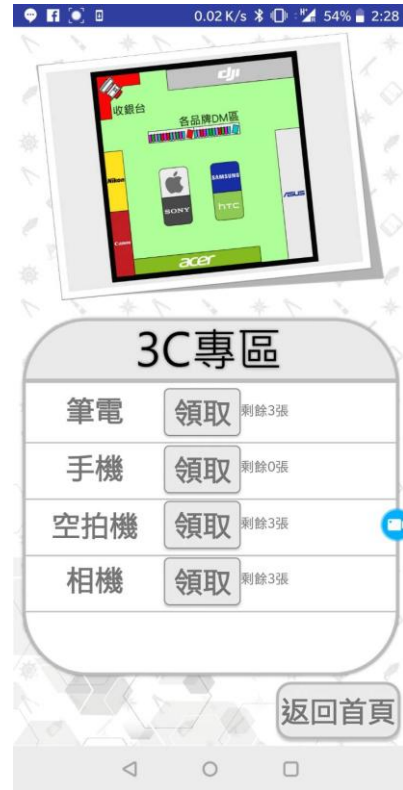 0.02 K/s 54% 2:28
dji
收銀台
各品牌DM區
Nikon
SAMSUNG
SONY
hTC
ASUS
Canon
acer
3C專區
筆電 領取 剩餘3張
手機 領取 剩餘0張
空拍機 領取 剩餘3張
相機 領取 剩餘3張
返回首頁